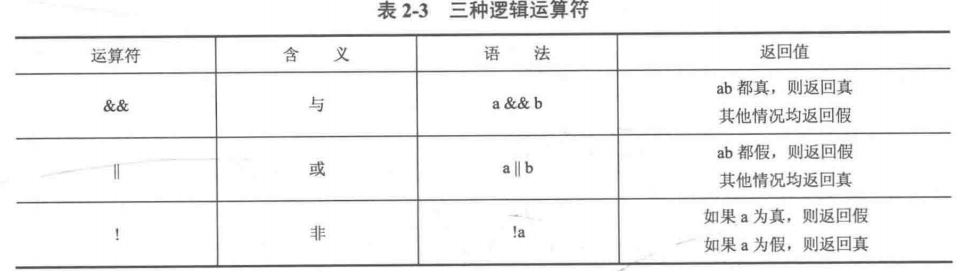 表 2-3 三种逻辑运算符
运算符 含 义 语 法 返回值
&& 与 a && b ab 都真，则返回真
其他情况均返回假
|| 或 a || b ab 都假，则返回假
其他情况均返回真
! 非 !a 如果 a 为真，则返回假
如果 a 为假，则返回真